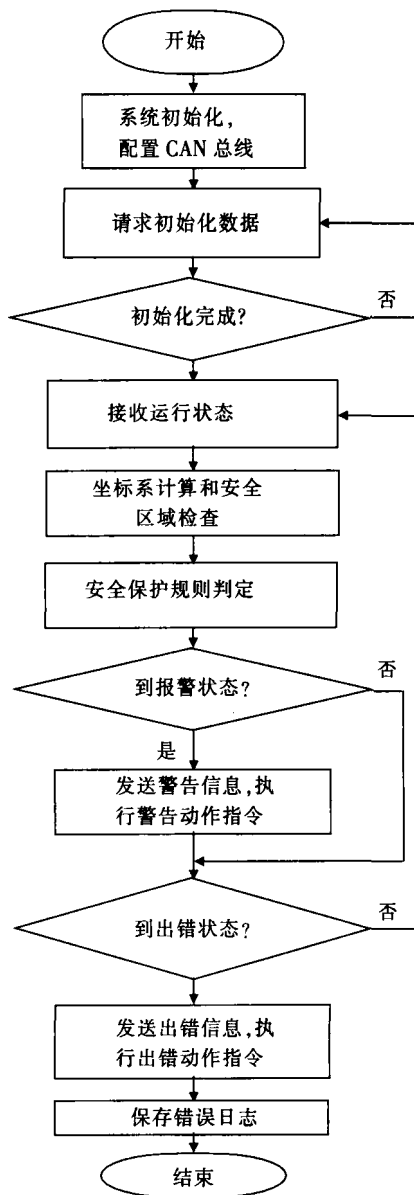 开始
系统初始化，
配置 CAN 总线
请求初始化数据
初始化完成？
否
接收运行状态
坐标系计算和安全
区域检查
安全保护规则判定
到报警状态？
否
是
发送警告信息，执
行警告动作指令
到出错状态？
否
发送出错信息，执
行出错动作指令
保存错误日志
结束